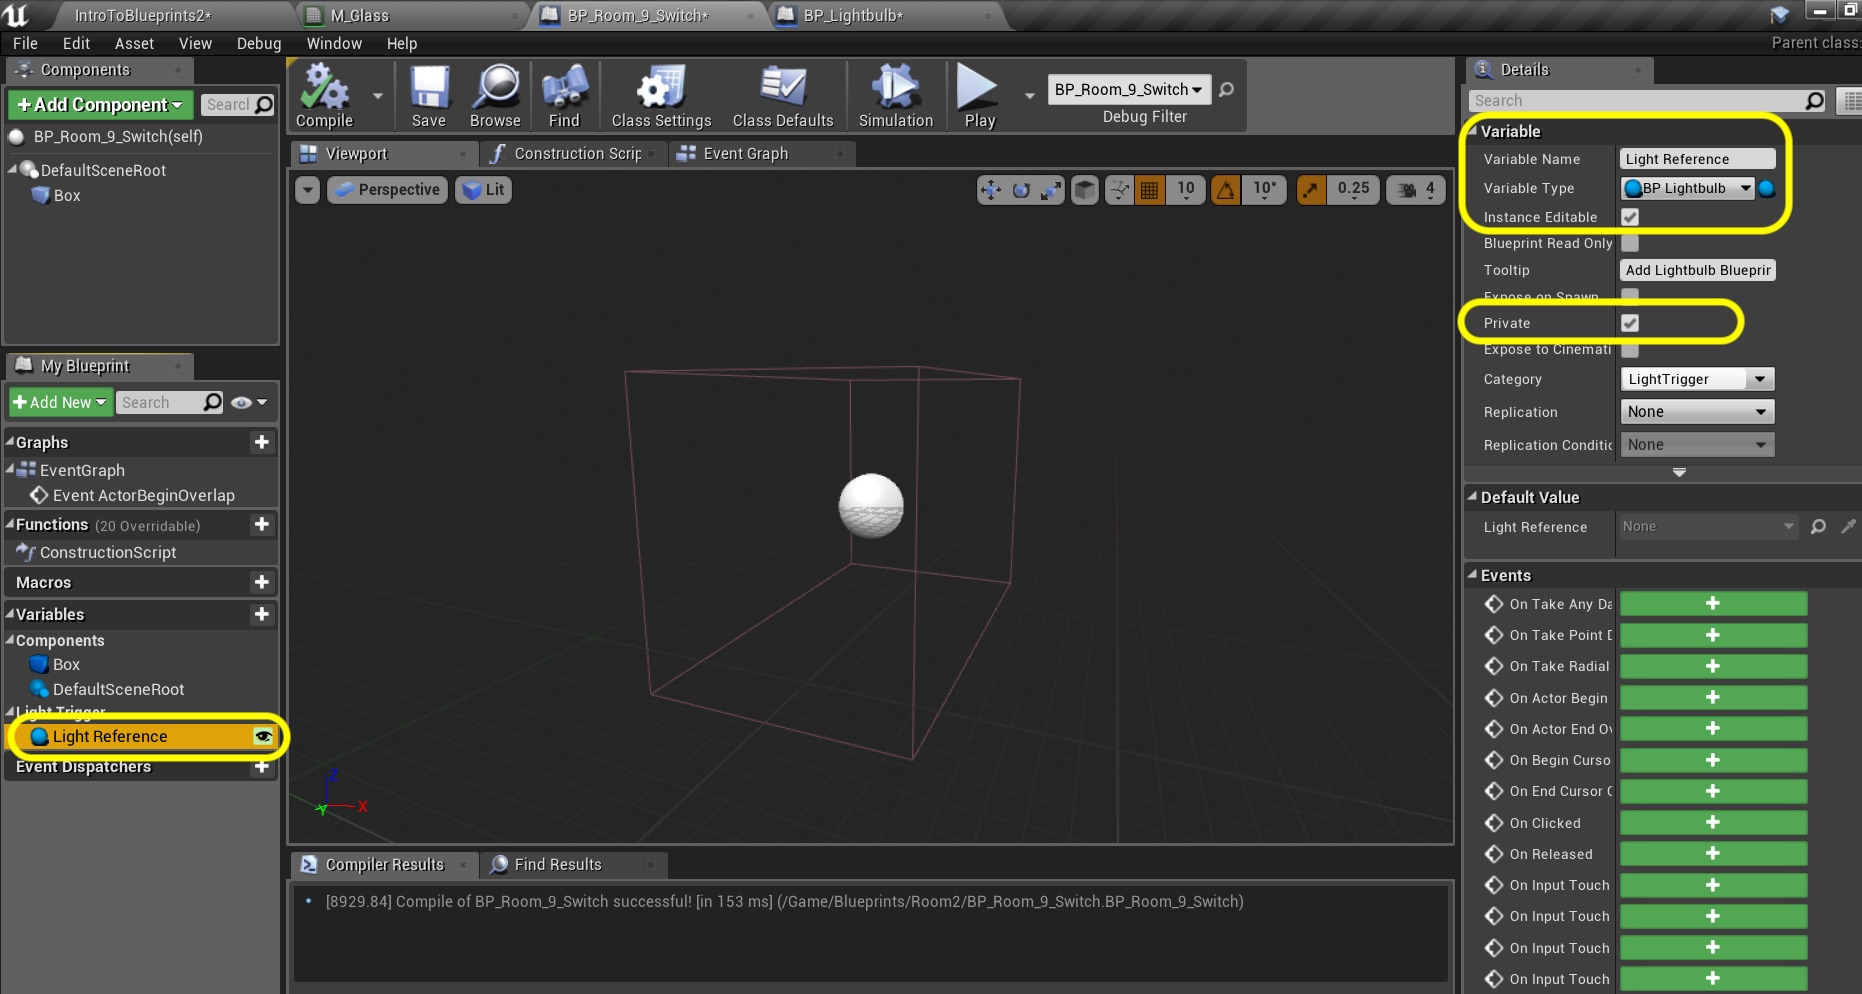 IntroToBlueprints2*
M_Glass
BP_Room_9_Switch*
BP_Lightbulb*
File Edit Asset View Debug Window Help
Parent class:
Components
+Add Component
Searcl
BP_Room_9_Switch(self)
DefaultSceneRoot
Box
My Blueprint
+Add New
Search
Graphs
EventGraph
Event ActorBeginOverlap
Functions (20 Overridable)
ConstructionScript
Macros
Variables
Components
Box
DefaultSceneRoot
Light Trigger
Light Reference
Event Dispatchers
Compile
Save
Browse
Find
Class Settings
Class Defaults
Simulation
Play
BP_Room_9_Switch
Debug Filter
Viewport
Construction Scrip
Event Graph
Perspective
Lit
10
10°
0.25
4
Z
X
Y
Compiler Results
Find Results
[8929.84] Compile of BP_Room_9_Switch successful! [in 153 ms] (/Game/Blueprints/Room2/BP_Room_9_Switch.BP_Room_9_Switch)
Details
Search
Variable
Variable Name Light Reference
Variable Type BP Lightbulb
Instance Editable
Blueprint Read Only
Tooltip Add Lightbulb Blueprir
Expose on Spawn
Private
Expose to Cinemati
Category LightTrigger
Replication None
Replication Conditic None
Default Value
Light Reference None
Events
On Take Any Da
On Take Point D
On Take Radial
On Actor Begin
On Actor End Ov
On Begin Curso
On End Cursor O
On Clicked
On Released
On Input Touch
On Input Touch
On Input Touch
On Input Touch